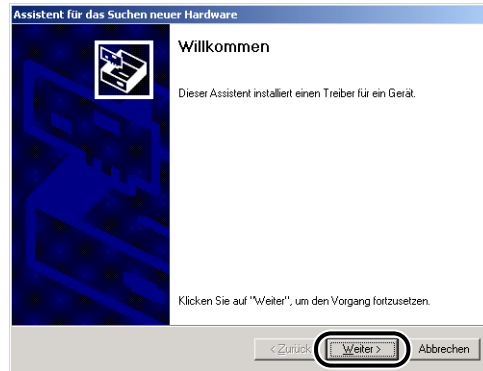 Assistent für das Suchen neuer Hardware
Willkommen
Dieser Assistent installiert einen Treiber für ein Gerät.
Klicken Sie auf "Weiter", um den Vorgang fortzusetzen.
< Zurück Weiter > Abbrechen